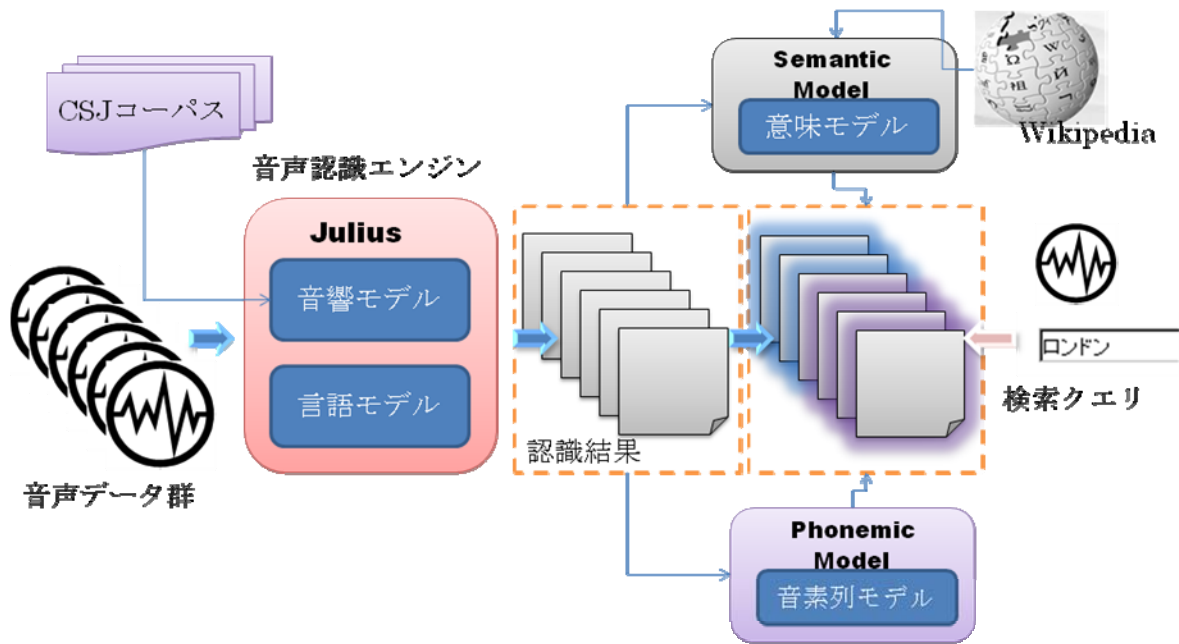 CSJコーパス
音声データ群
音声認識エンジン
Julius
音響モデル
言語モデル
認識結果
Semantic
Model
意味モデル
Wikipedia
Phonemic
Model
音素列モデル
ロンドン
検索クエリ